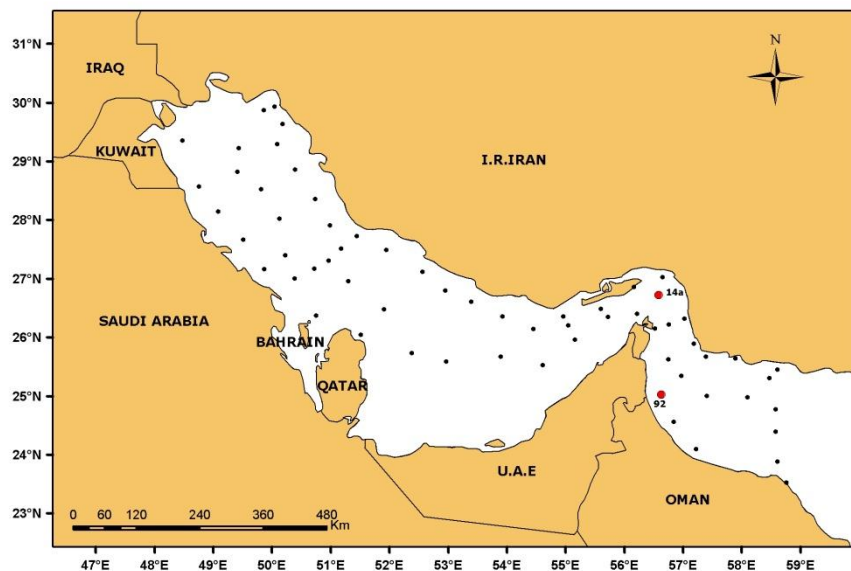 31°N
30°N
29°N
28°N
27°N
26°N
25°N
24°N
23°N
N
IRAQ
KUWAIT
I.R.IRAN
SAUDI ARABIA
BAHRAIN
QATAR
14a
92
U.A.E
OMAN
0 60 120 240 360 480
Km
47°E 48°E 49°E 50°E 51°E 52°E 53°E 54°E 55°E 56°E 57°E 58°E 59°E